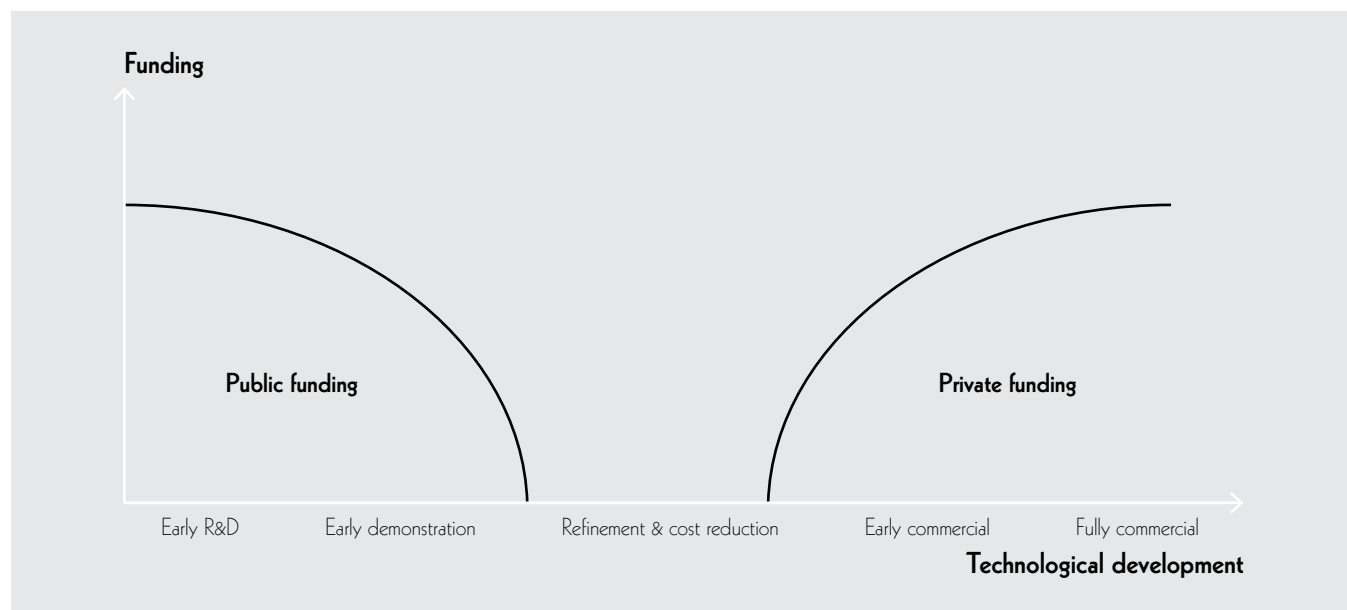 Funding
Public funding
Private funding
Early R&D
Early demonstration
Refinement & cost reduction
Early commercial
Fully commercial
Technological development